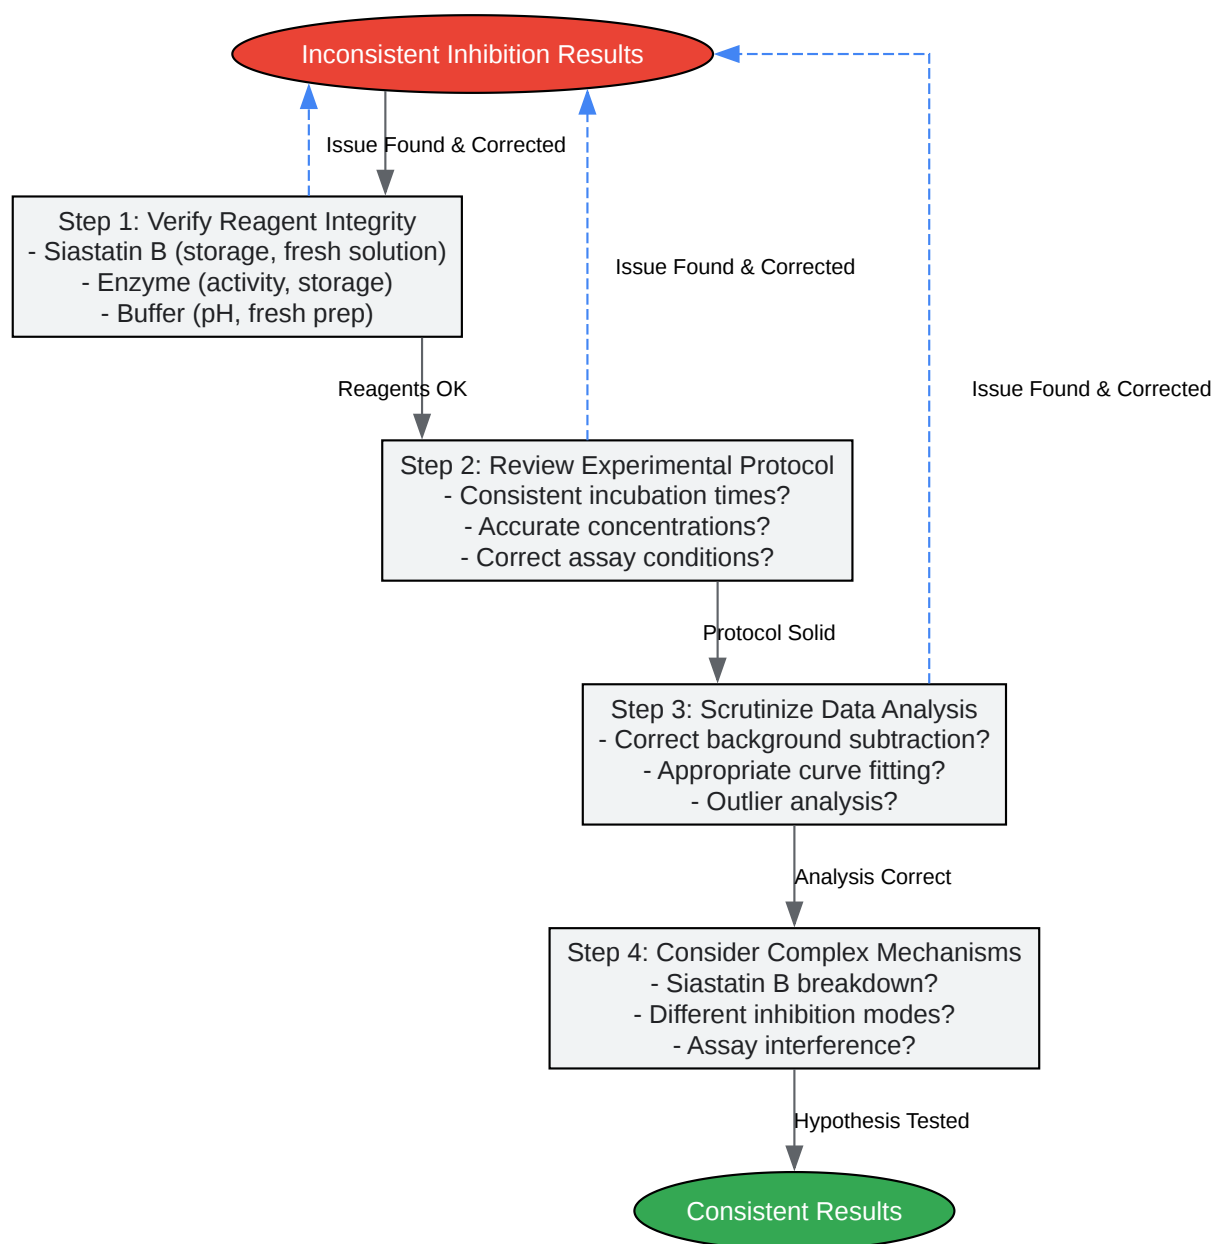 Inconsistent Inhibition Results
Issue Found & Corrected
Step 1: Verify Reagent Integrity
- Siastatin B (storage, fresh solution)
- Enzyme (activity, storage)
- Buffer (pH, fresh prep)
Issue Found & Corrected
Reagents OK
Issue Found & Corrected
Step 2: Review Experimental Protocol
- Consistent incubation times?
- Accurate concentrations?
- Correct assay conditions?
Protocol Solid
Step 3: Scrutinize Data Analysis
- Correct background subtraction?
- Appropriate curve fitting?
- Outlier analysis?
Analysis Correct
Step 4: Consider Complex Mechanisms
- Siastatin B breakdown?
- Different inhibition modes?
- Assay interference?
Hypothesis Tested
Consistent Results